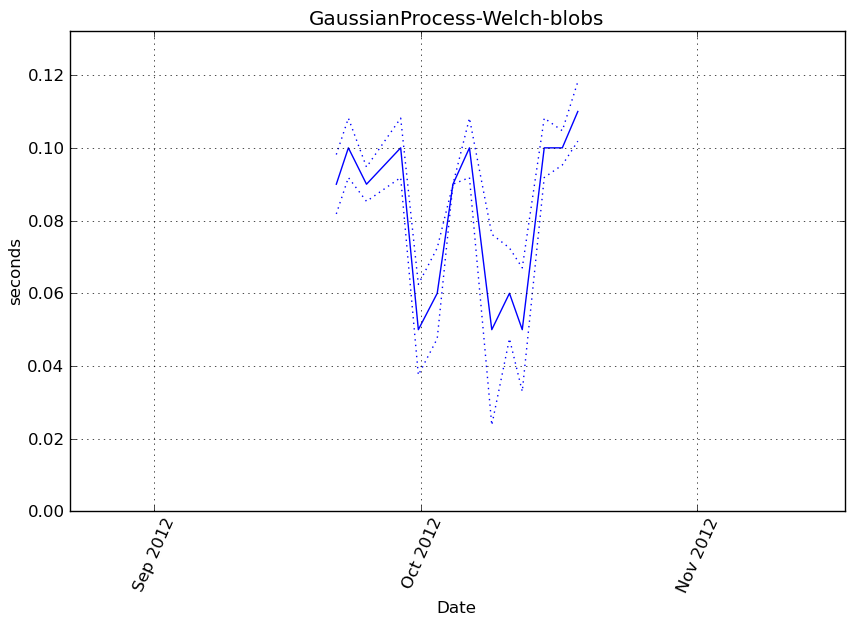 GaussianProcess-Welch-blobs
0.12
0.10
0.08
0.06
0.04
0.02
0.00
seconds
Sep 2012
Oct 2012
Nov 2012
Date